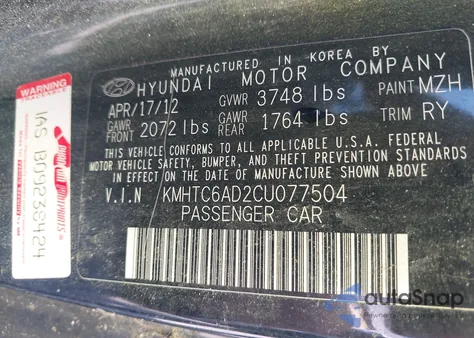 MANUFACTURED IN KOREA BY
HYUNDAI MOTOR COMPANY
APR/17/12 GVWR 3748 lbs PAINT MZH
GAWR FRONT 2072 lbs GAWR REAR 1764 lbs TRIM RY
THIS VEHICLE CONFORMS TO ALL APPLICABLE U.S.A. FEDERAL
MOTOR VEHICLE SAFETY, BUMPER, AND THEFT PREVENTION STANDARDS
IN EFFECT ON THE DATE OF MANUFACTURE SHOWN ABOVE
V.I.N KMHTC6AD2CU077504
PASSENGER CAR
WARNING
TRACEABLE
autoSnap